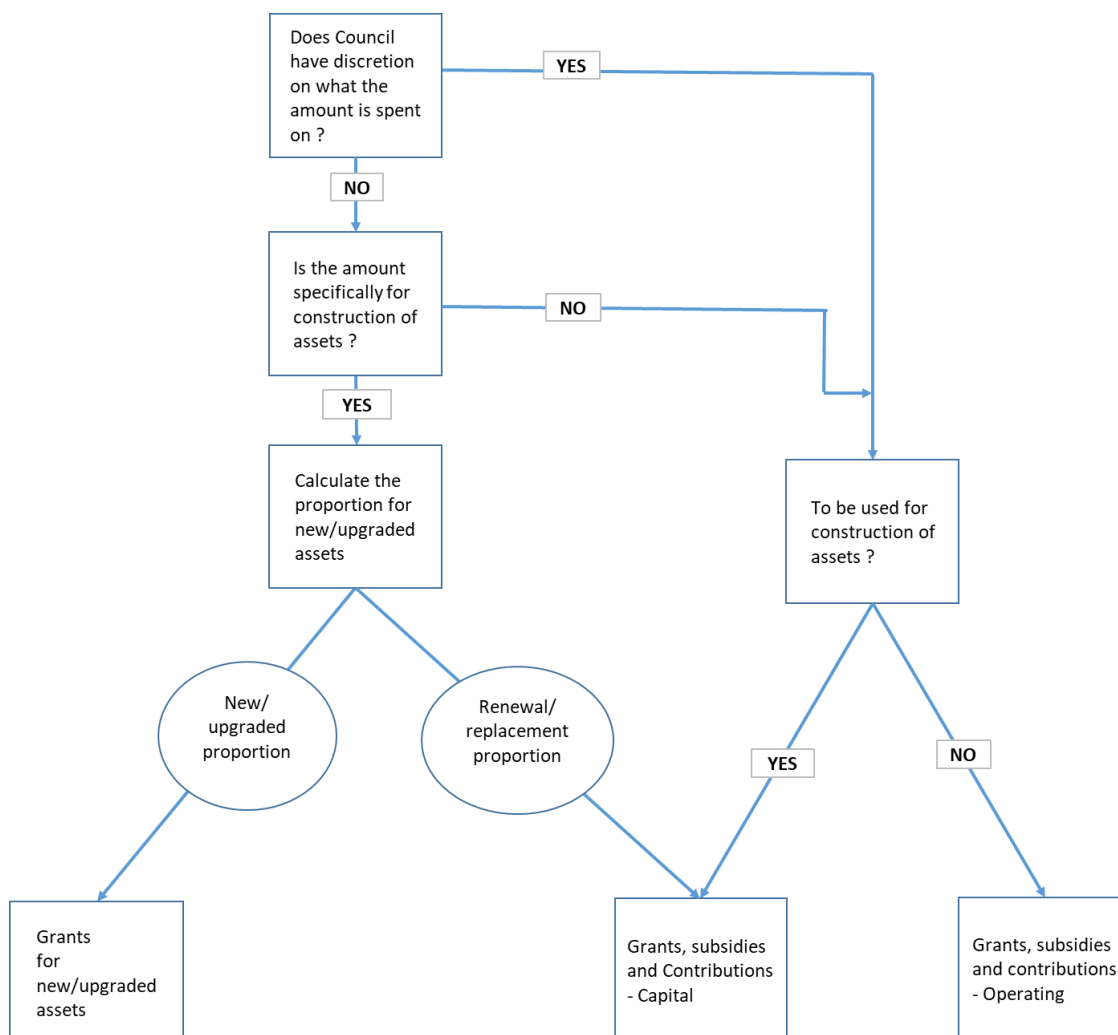 Does Council
have discretion
on what the
amount is spent
on ?
YES
NO
Is the amount
specifically for
construction of
assets ?
NO
YES
Calculate the
proportion for
new/upgraded
assets
To be used for
construction of
assets ?
New/
upgraded
proportion
Renewal/
replacement
proportion
YES
NO
Grants
for
new/upgraded
assets
Grants, subsidies
and Contributions
- Capital
Grants, subsidies
and contributions
- Operating